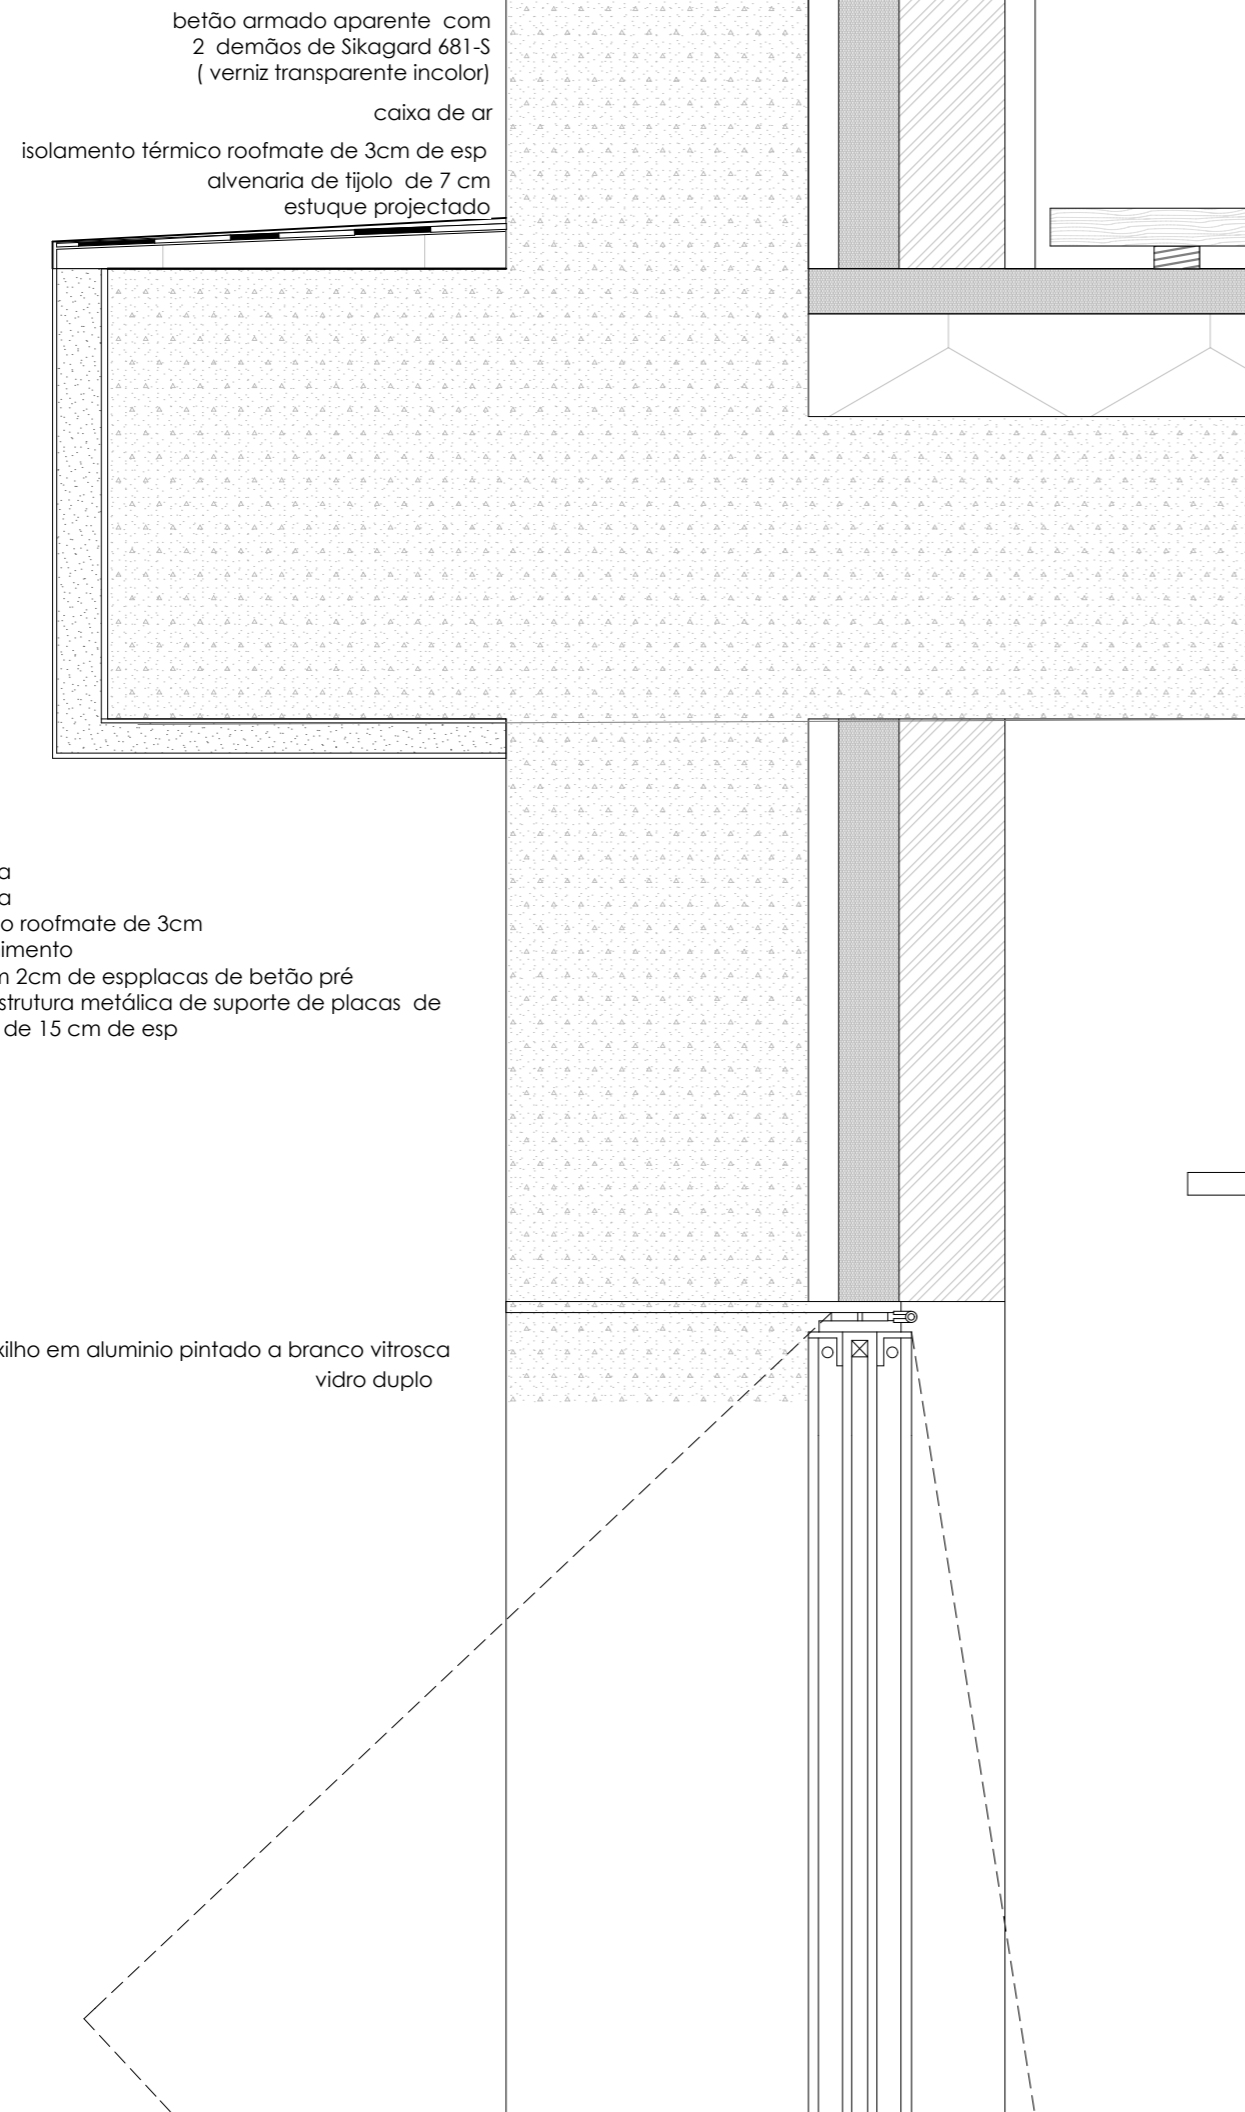 betão armado aparente com
2 demãos de Sikagard 681-S
( verniz transparente incolor)
caixa de ar
isolamento térmico roofmate de 3cm de esp
alvenaria de tijolo de 7 cm
estuque projectado
a
a
o roofmate de 3cm
imento
2cm de espplacas de betão pré
strutura metálica de suporte de placas de
de 15 cm de esp
xilho em aluminio pintado a branco vitrosca
vidro duplo